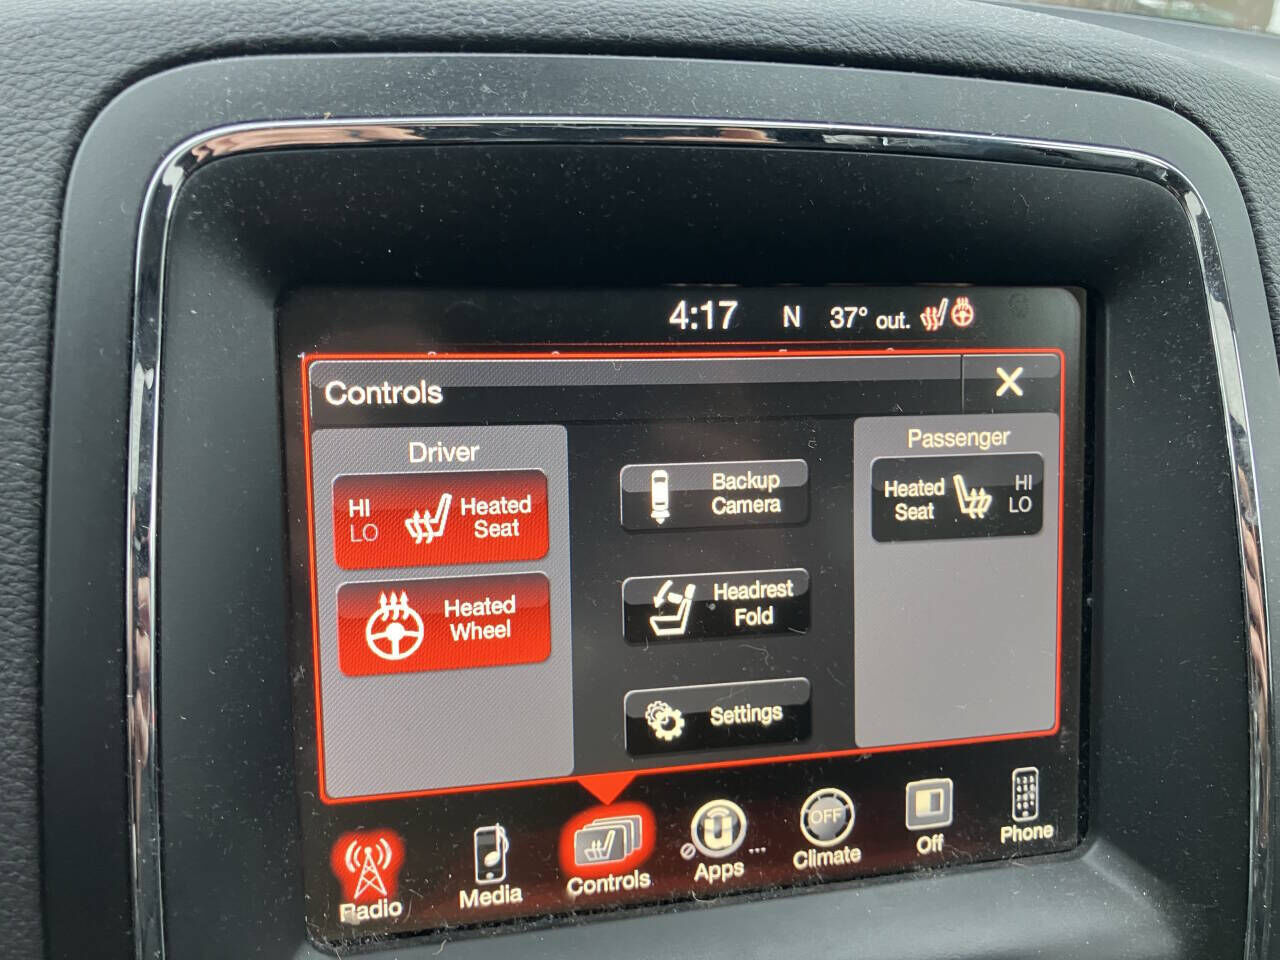 4:17 N 37° out.
Controls
Driver
HI
LO
Heated
Seat
Heated
Wheel
Backup
Camera
Headrest
Fold
Settings
Passenger
Heated
Seat
HI
LO
Radio
Media
Controls
Apps
...
OFF
Climate
Off
Phone